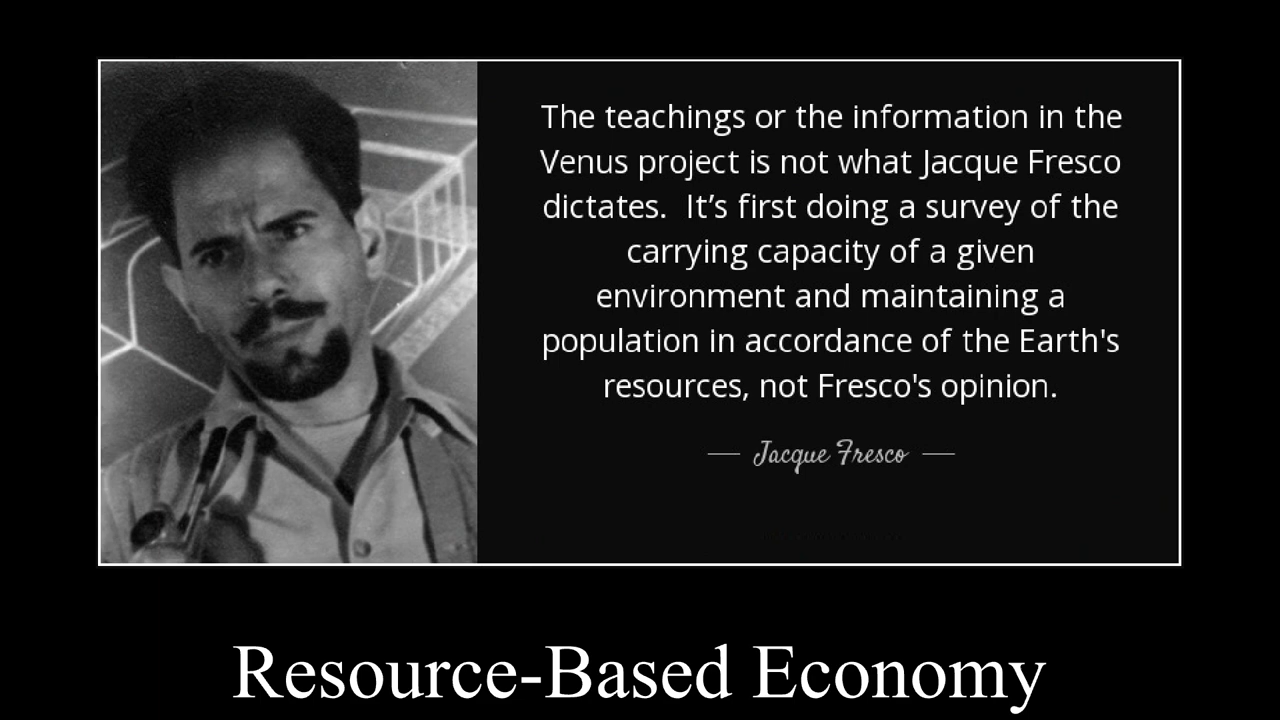 The teachings or the information in the
Venus project is not what Jacque Fresco
dictates.  It’s first doing a survey of the
carrying capacity of a given
environment and maintaining a
population in accordance of the Earth's
resources, not Fresco's opinion.
Jacque Fresco
Resource-Based Economy